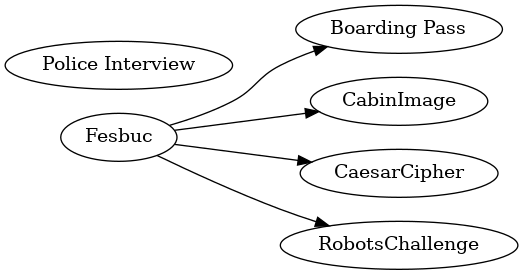 Boarding Pass
Police Interview
CabinImage
Fesbuc
CaesarCipher
RobotsChallenge